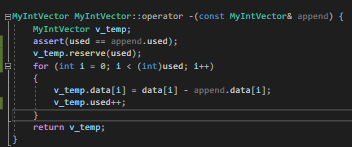 MyIntVector MyIntVector::operator -(const MyIntVector& append) {
MyIntVector v_temp;
assert(used == append.used);
v_temp.reserve(used);
for (int i = 0; i < (int)used; i++)
{
v_temp.data[i] = data[i] - append.data[i];
v_temp.used++;
}
return v_temp;
}